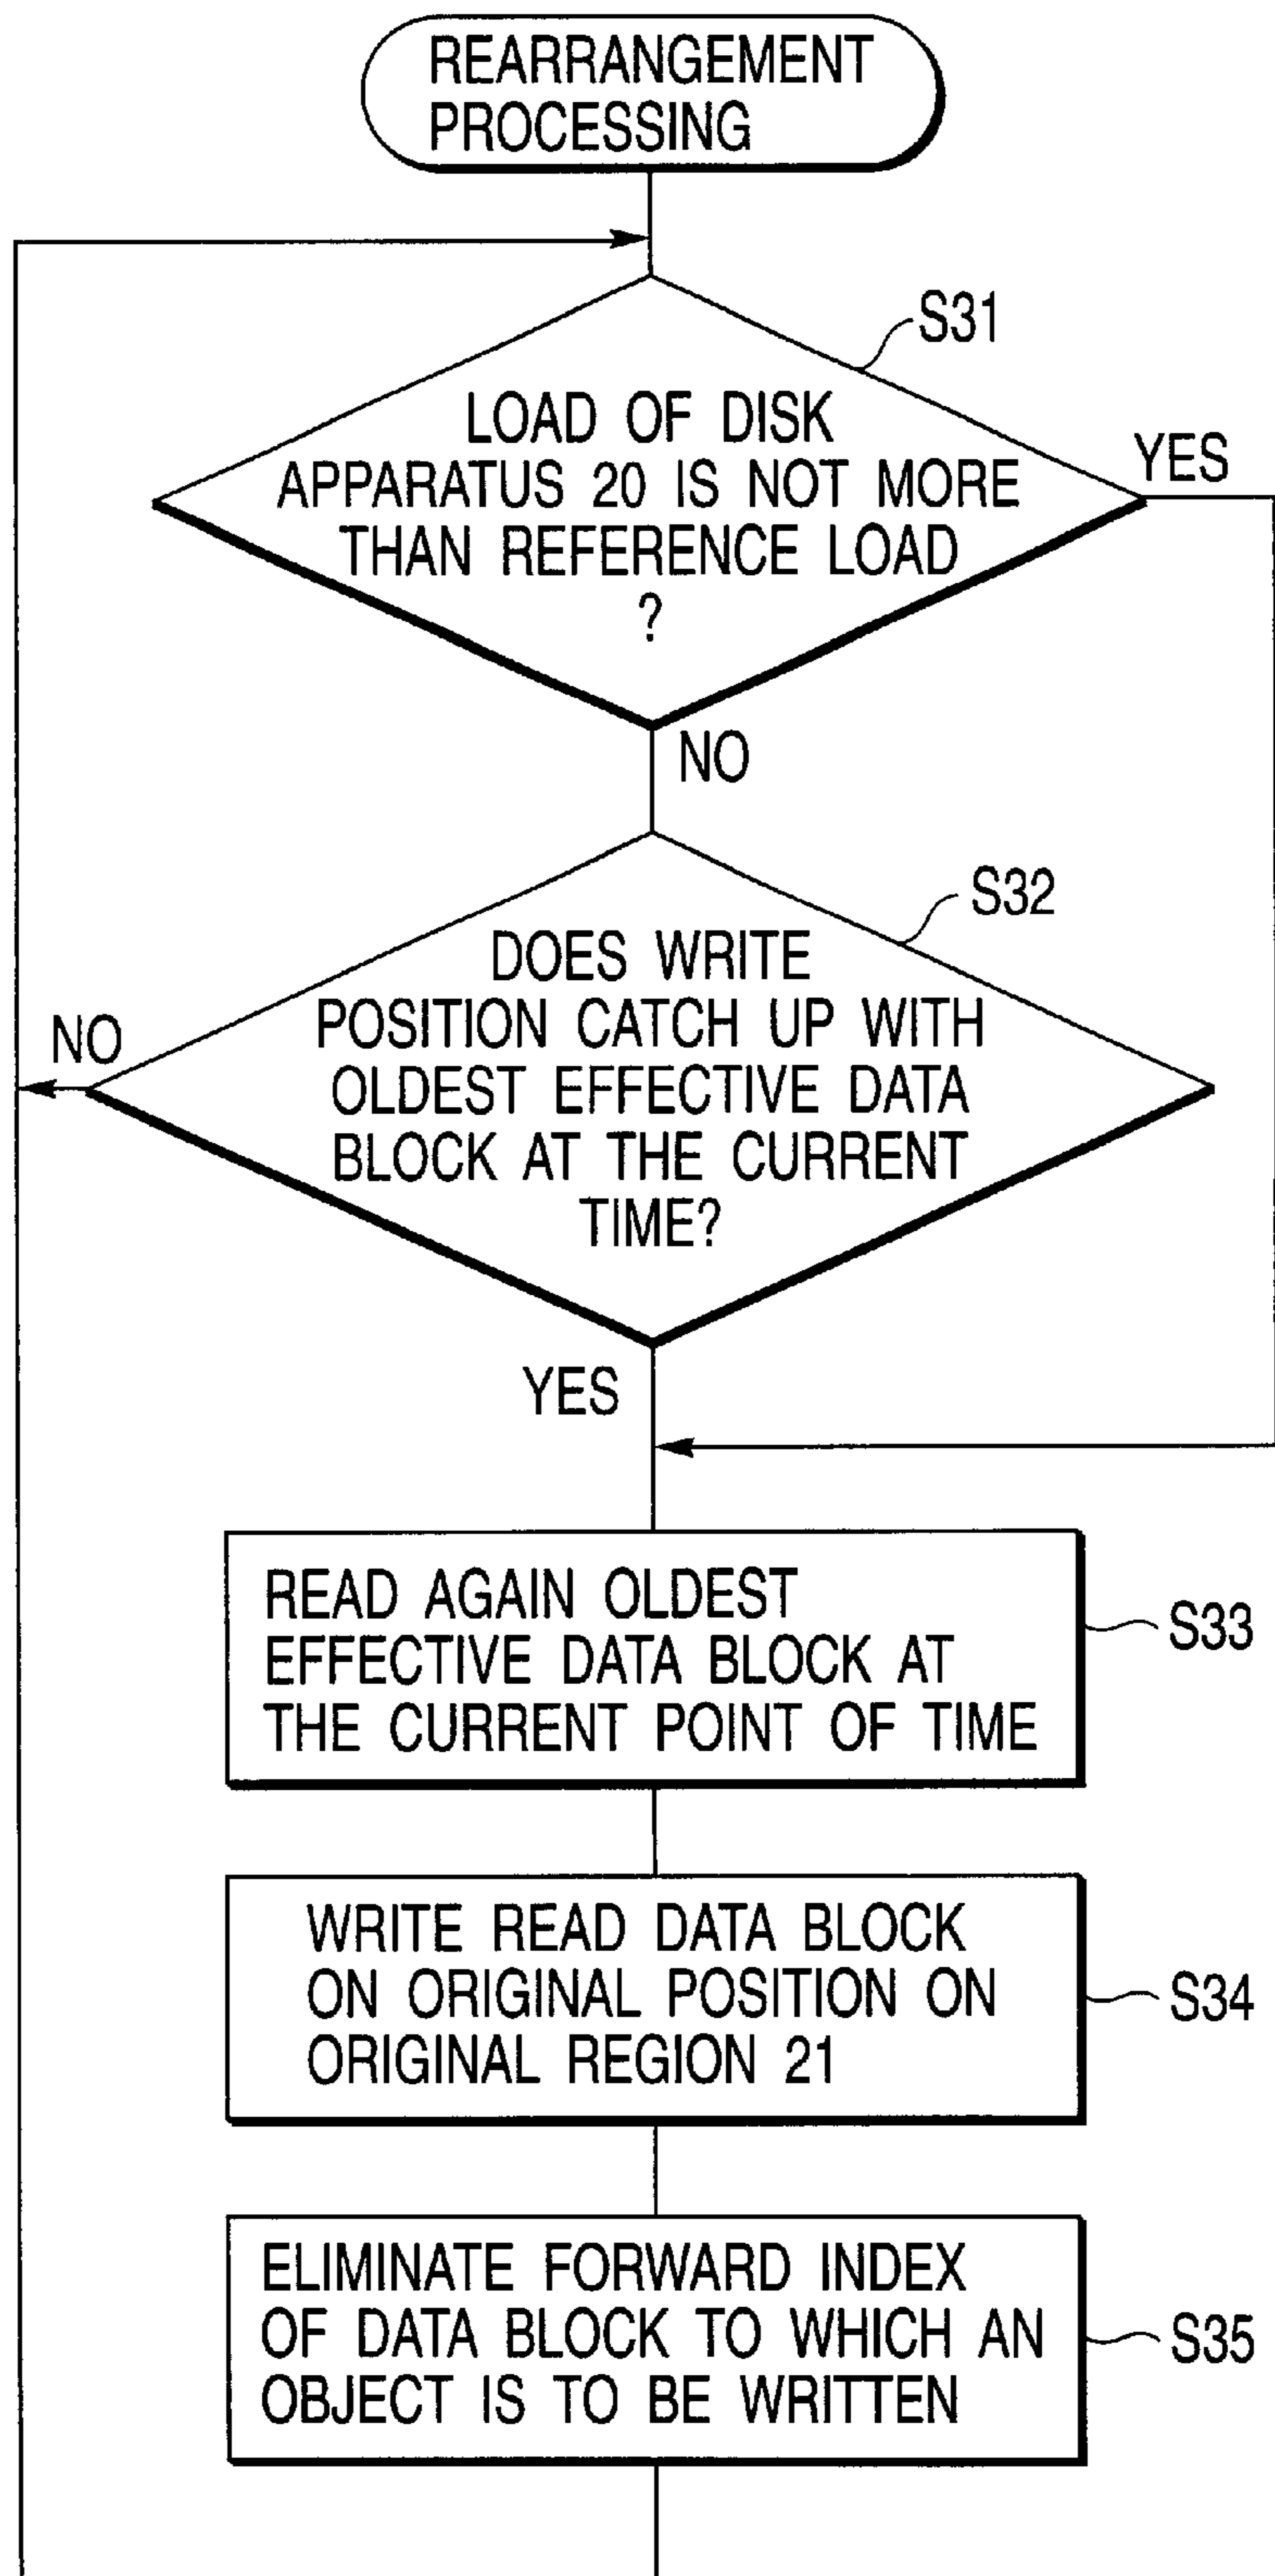 REARRANGEMENT
PROCESSING
S31
LOAD OF DISK
APPARATUS 20 IS NOT MORE
THAN REFERENCE LOAD
?
YES
NO
S32
DOES WRITE
POSITION CATCH UP WITH
OLDEST EFFECTIVE DATA
BLOCK AT THE CURRENT
TIME?
NO
YES
READ AGAIN OLDEST
EFFECTIVE DATA BLOCK AT
THE CURRENT POINT OF TIME
S33
WRITE READ DATA BLOCK
ON ORIGINAL POSITION ON
ORIGINAL REGION 21
S34
ELIMINATE FORWARD INDEX
OF DATA BLOCK TO WHICH AN
OBJECT IS TO BE WRITTEN
S35